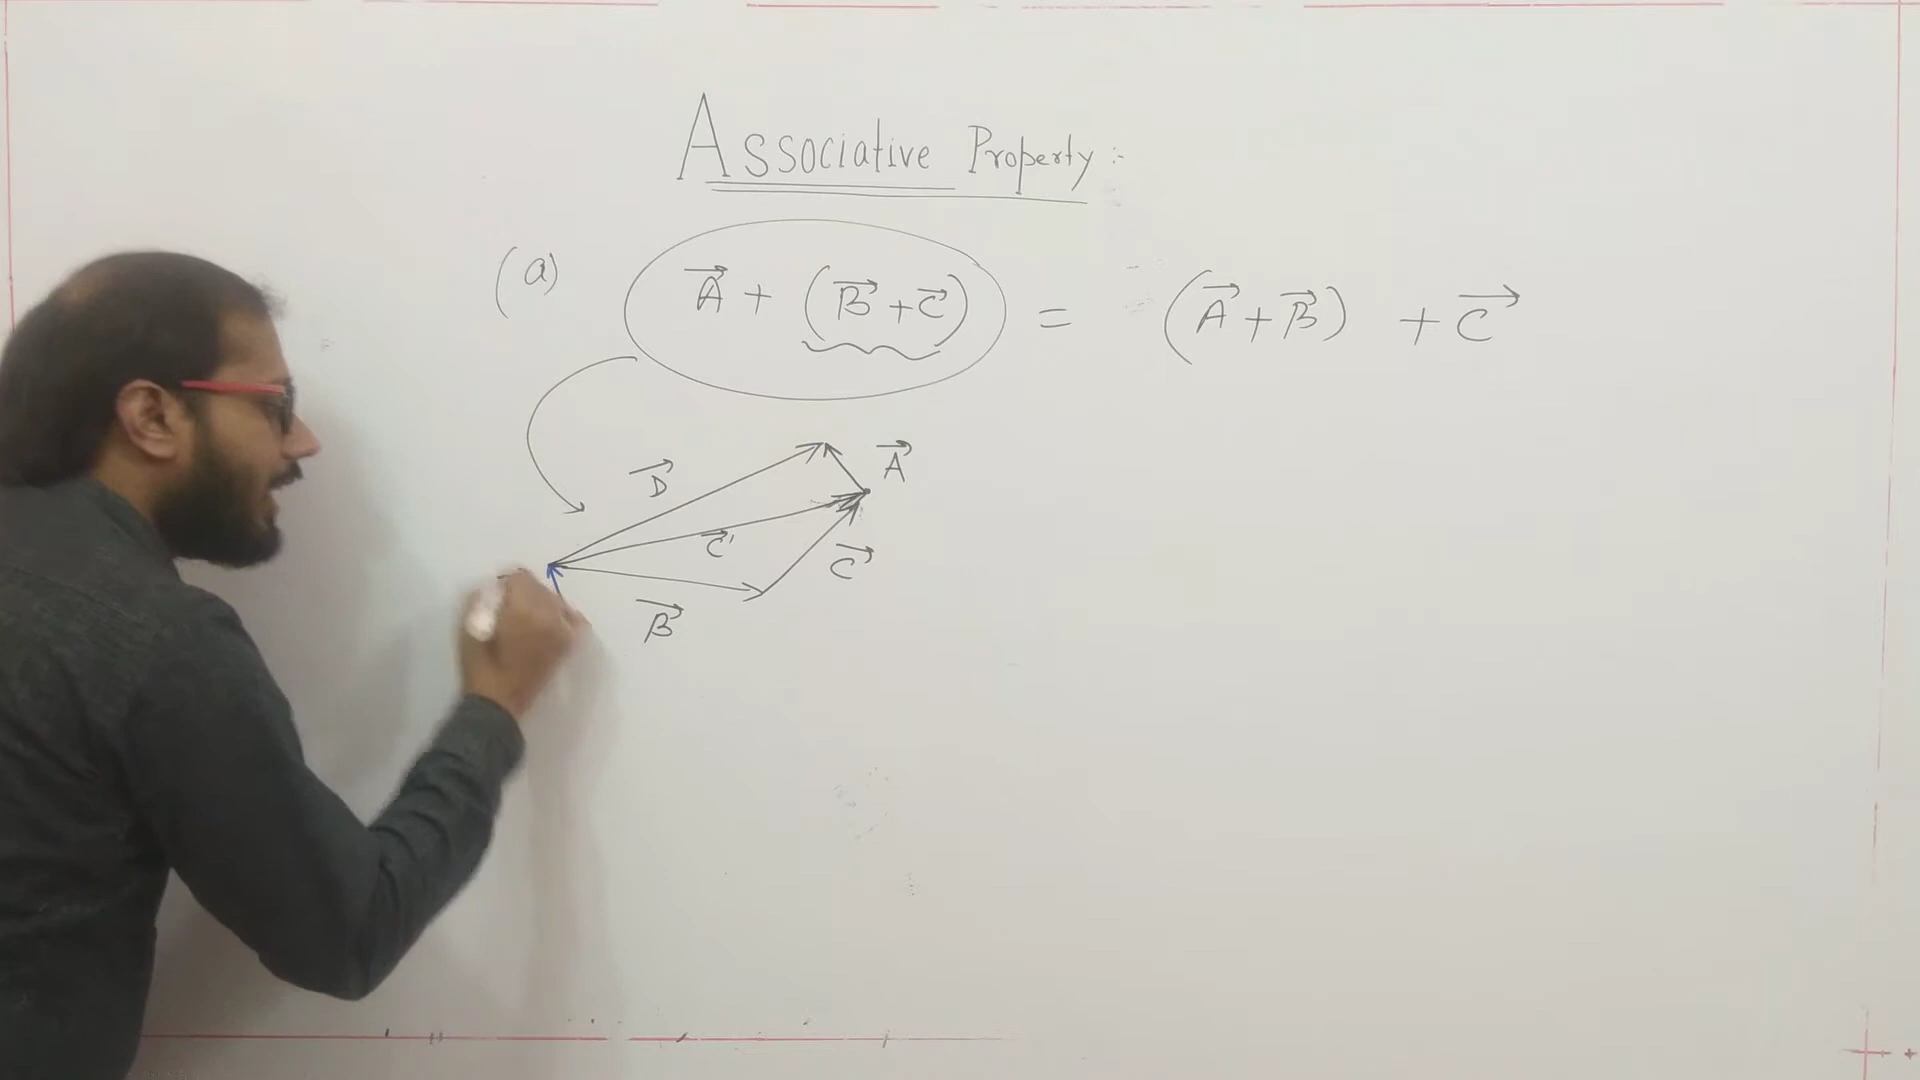 Associative Property :-
(a) A⃗ + (B⃗ + C⃗) = (A⃗ + B⃗) + C⃗
A⃗
D⃗
C⃗'
C⃗
B⃗